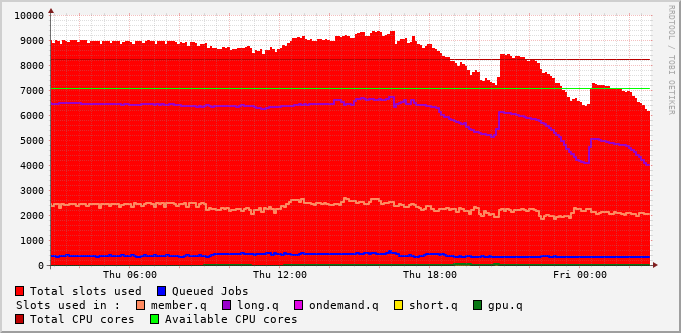 10000
9000
8000
7000
6000
5000
4000
3000
2000
1000
0
Thu 06:00 Thu 12:00 Thu 18:00 Fri 00:00
RRDTOOL / TOBI OETIKER
Total slots used Queued Jobs
Slots used in : member.q long.q ondemand.q short.q gpu.q
Total CPU cores Available CPU cores